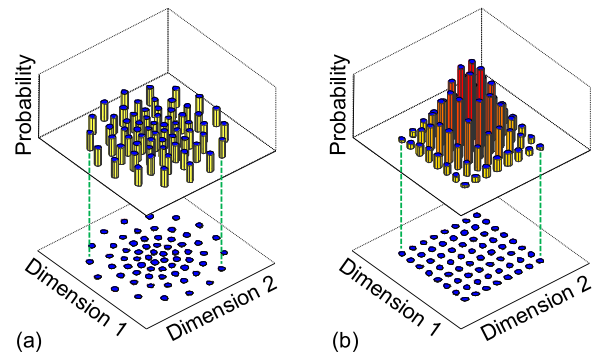 Probability
Dimension 1
Dimension 2
(a)
Probability
Dimension 1
Dimension 2
(b)